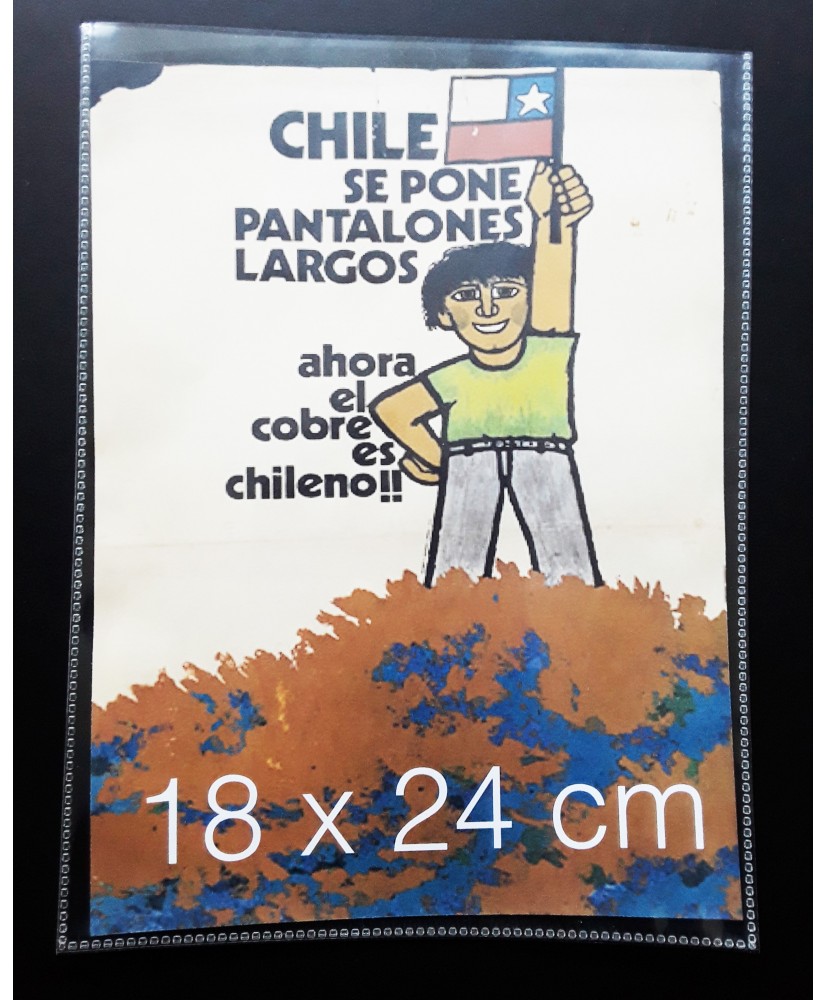 CHILE
SE PONE
PANTALONES
LARGOS
ahora
el
cobre
es
chileno!!
18 x 24 cm